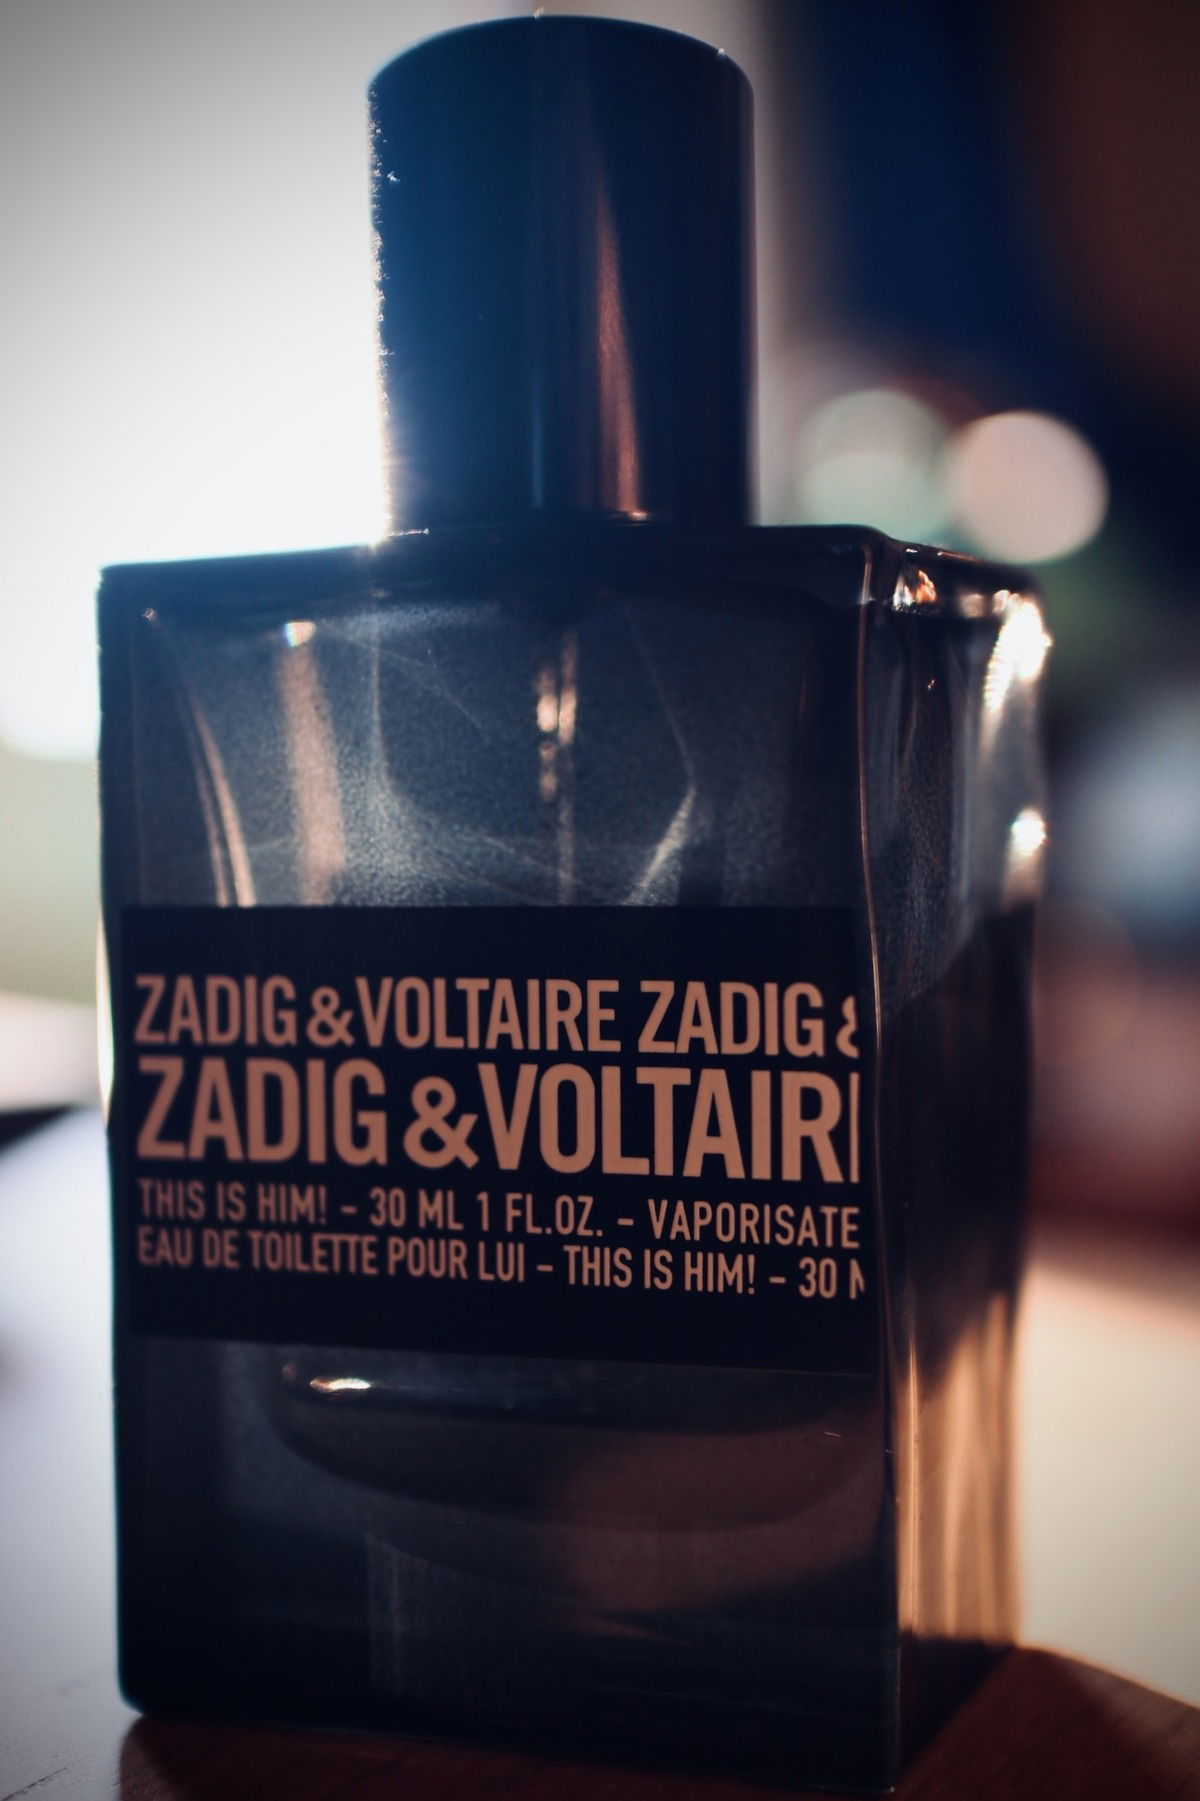 ZADIG &VOLTAIRE ZADIG &
ZADIG &VOLTAIR
THIS IS HIM! - 30 ML 1 FL.OZ. - VAPORISATE
EAU DE TOILETTE POUR LUI - THIS IS HIM! - 30